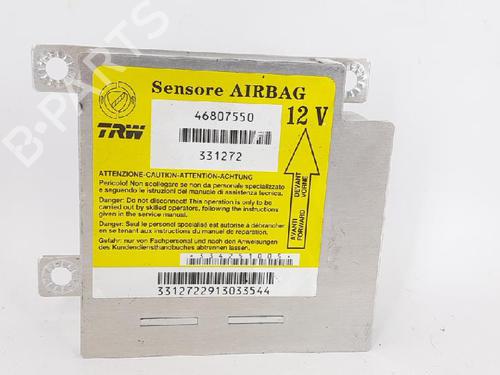 Sensore AIRBAG
46807550
12 V
TRW
331272
ATTENZIONE-CAUTION-ATTENTION-ACHTUNG
Pericolo! Non scollegare se non da personale specializzato
e seguendo le istruzioni del manuale di assistenza tecnica.
Danger: Do not disconnect! This operation is only to be
carried out by skilled operators, following the instructions
given in the service manual.
Danger: Seul le personel specialisé est autorise à débrancher
en se tenant aux instructions du manuel de reparation.
Gefahr: nur von Fachpersonal und nach den Anweisungen
des Kundendiensthandbuches abtrennen lassen.
AVANTI DEVANT
FORWARD VORNE
334291005
3312722913033544
B-PARTS